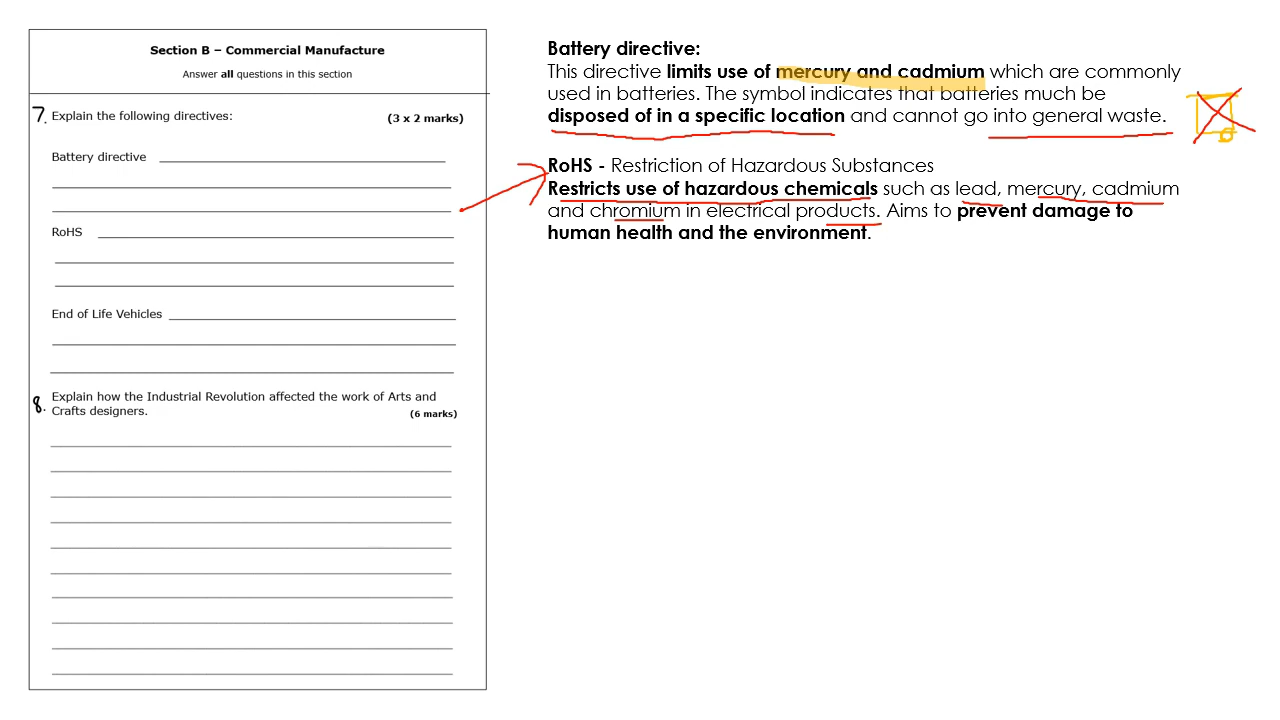 Section B – Commercial Manufacture
Answer all questions in this section
7. Explain the following directives:
(3 x 2 marks)
Battery directive
RoHS
End of Life Vehicles
8. Explain how the Industrial Revolution affected the work of Arts and
Crafts designers.
(6 marks)
Battery directive:
This directive limits use of mercury and cadmium which are commonly
used in batteries. The symbol indicates that batteries much be
disposed of in a specific location and cannot go into general waste.
RoHS - Restriction of Hazardous Substances
Restricts use of hazardous chemicals such as lead, mercury, cadmium
and chromium in electrical products. Aims to prevent damage to
human health and the environment.